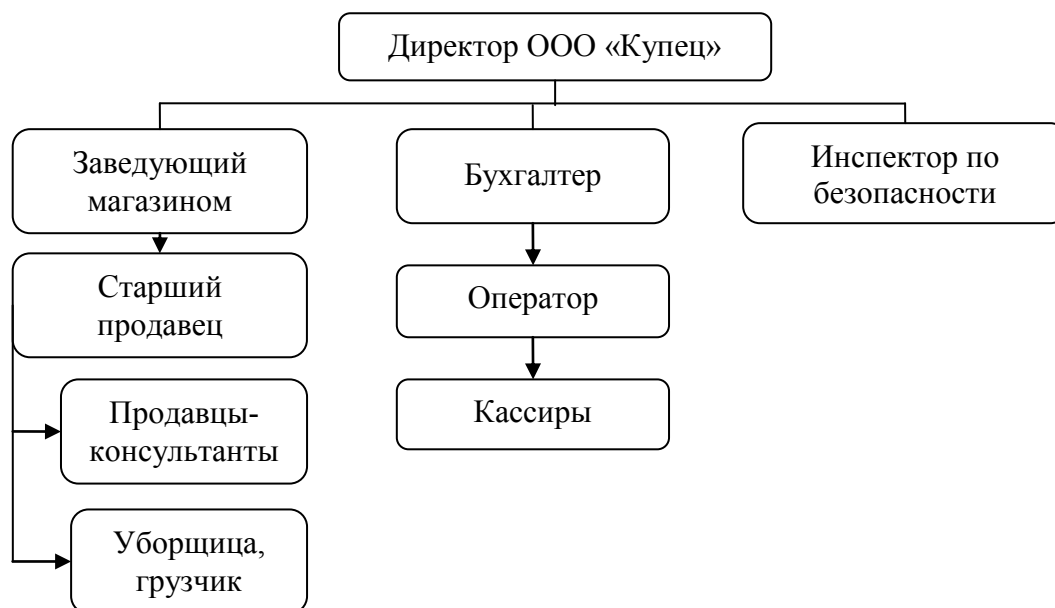 Директор ООО «Купец»
Заведующий
магазином
Бухгалтер
Инспектор по
безопасности
Старший
продавец
Оператор
Продавцы-
консультанты
Кассиры
Уборщица,
грузчик